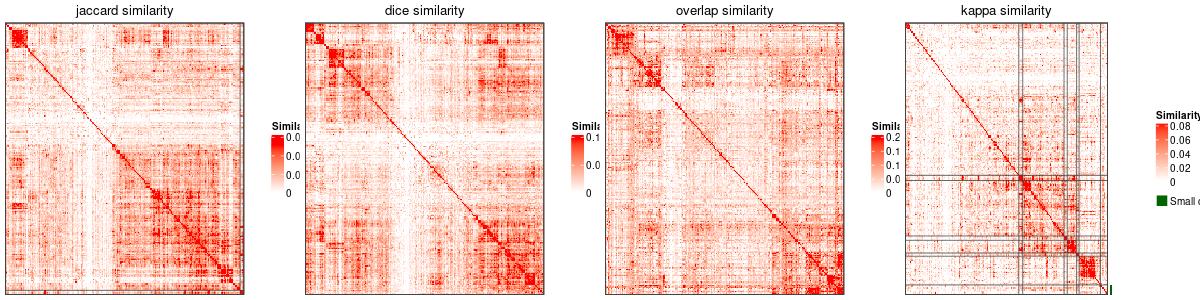 jaccard similarity
dice similarity
overlap similarity
kappa similarity
Simila
0.0
0.0
0.0
0
Simila
0.1
0.0
0
Simila
0.2
0.1
0.0
0
Similarity
0.08
0.06
0.04
0.02
0
Small c